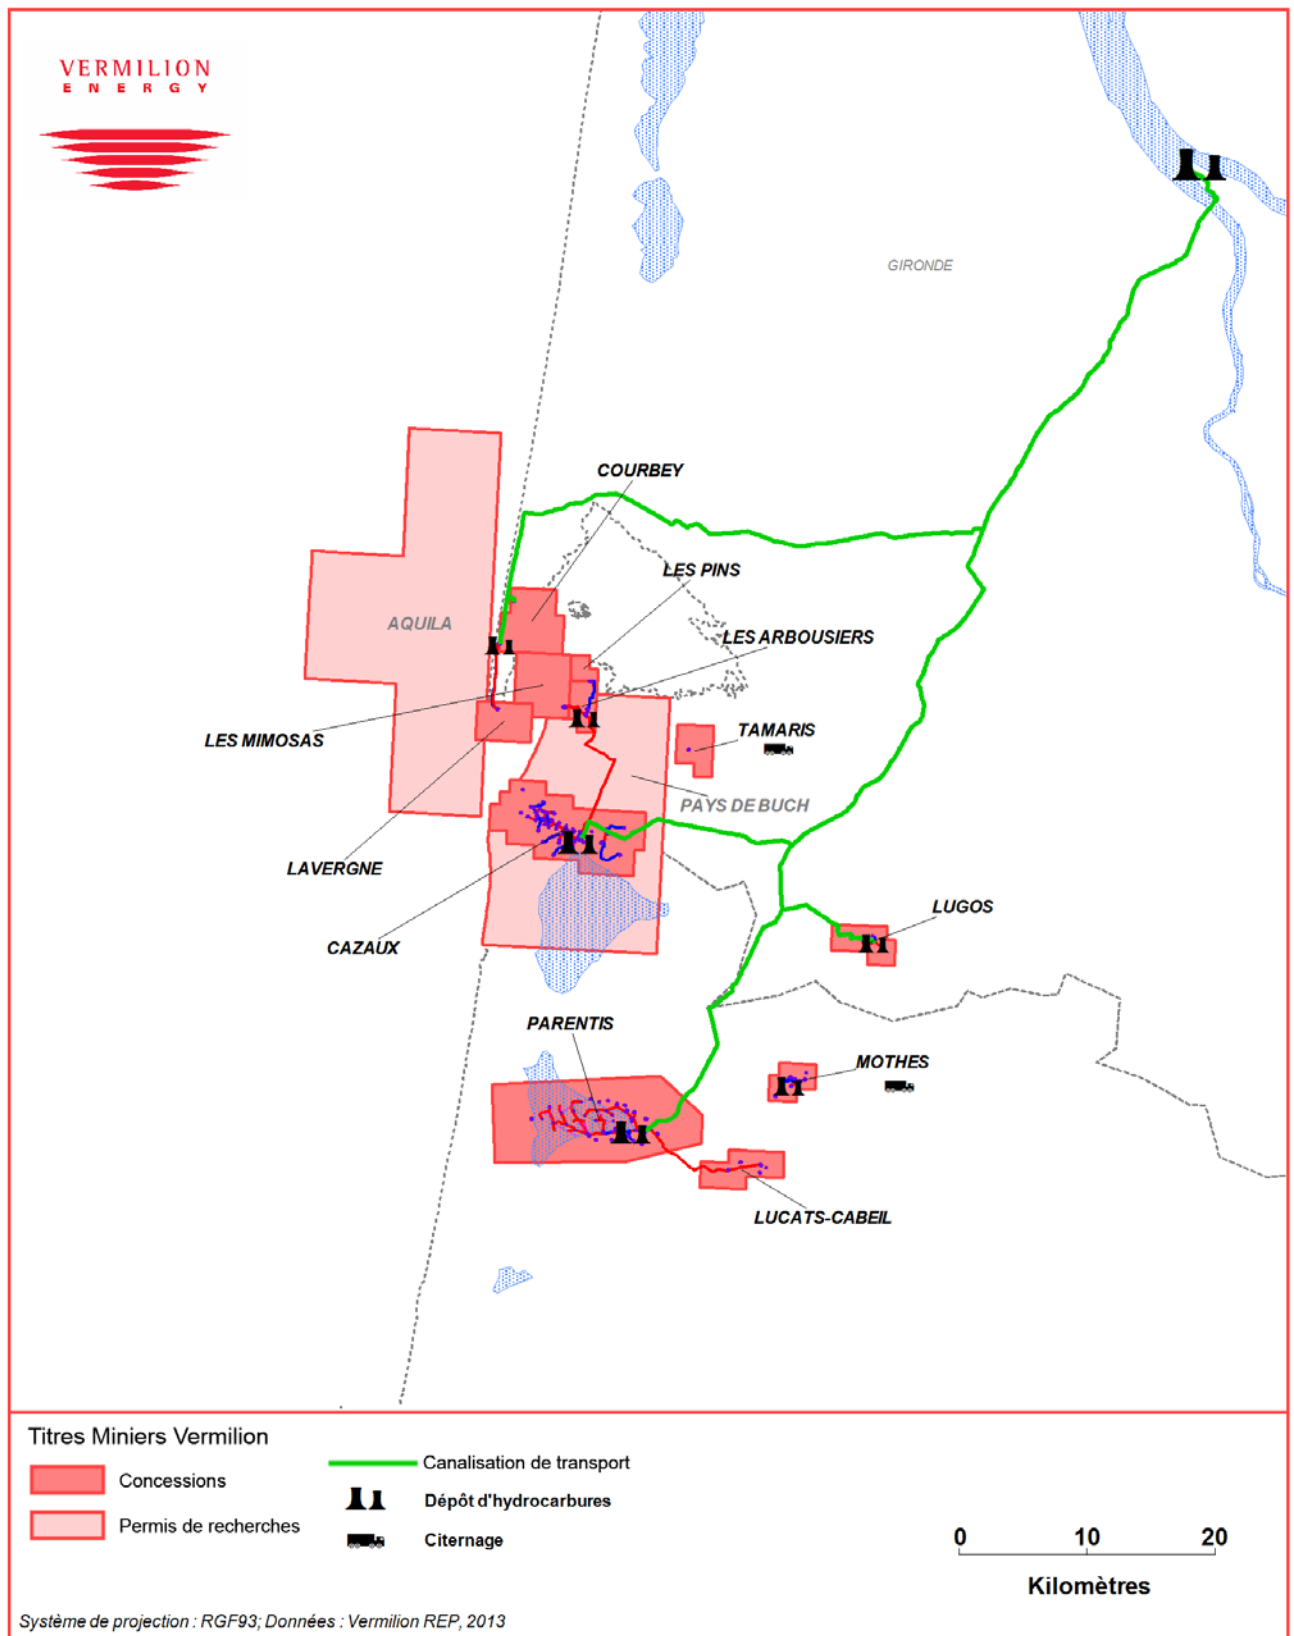 VERMILION
ENERGY
GIRONDE
COURBEY
LES PINS
AQUILA
LES ARBOUSIERS
LES MIMOSAS
TAMARIS
PAYS DE BUCH
LAVERGNE
LUGOS
CAZAUX
PARENTIS
MOTHES
LUCATS-CABEIL
Titres Miniers Vermilion
Concessions
Permis de recherches
Canalisation de transport
Dépôt d'hydrocarbures
Citernage
0 10 20
Kilomètres
Système de projection : RGF93; Données : Vermilion REP, 2013